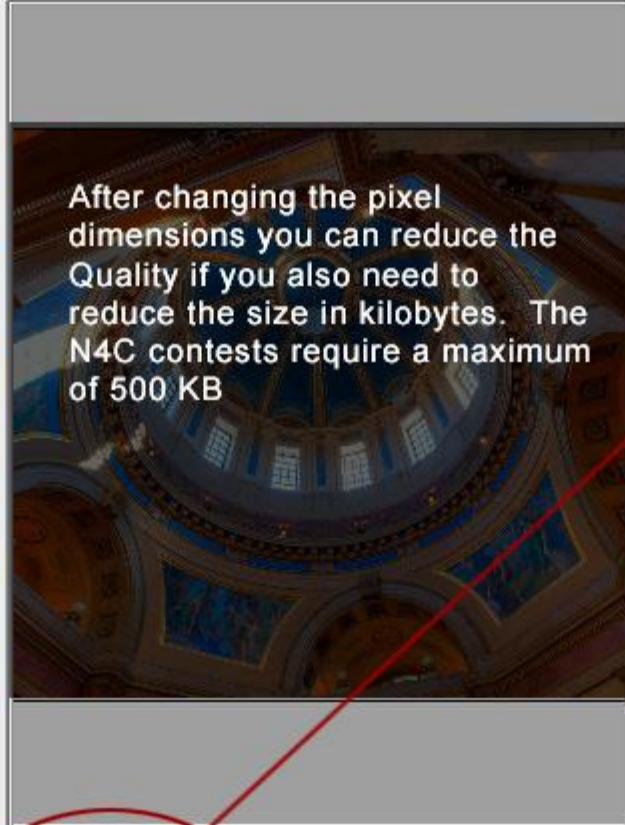 After changing the pixel
dimensions you can reduce the
Quality if you also need to
reduce the size in kilobytes.  The
N4C contests require a maximum
of 500 KB